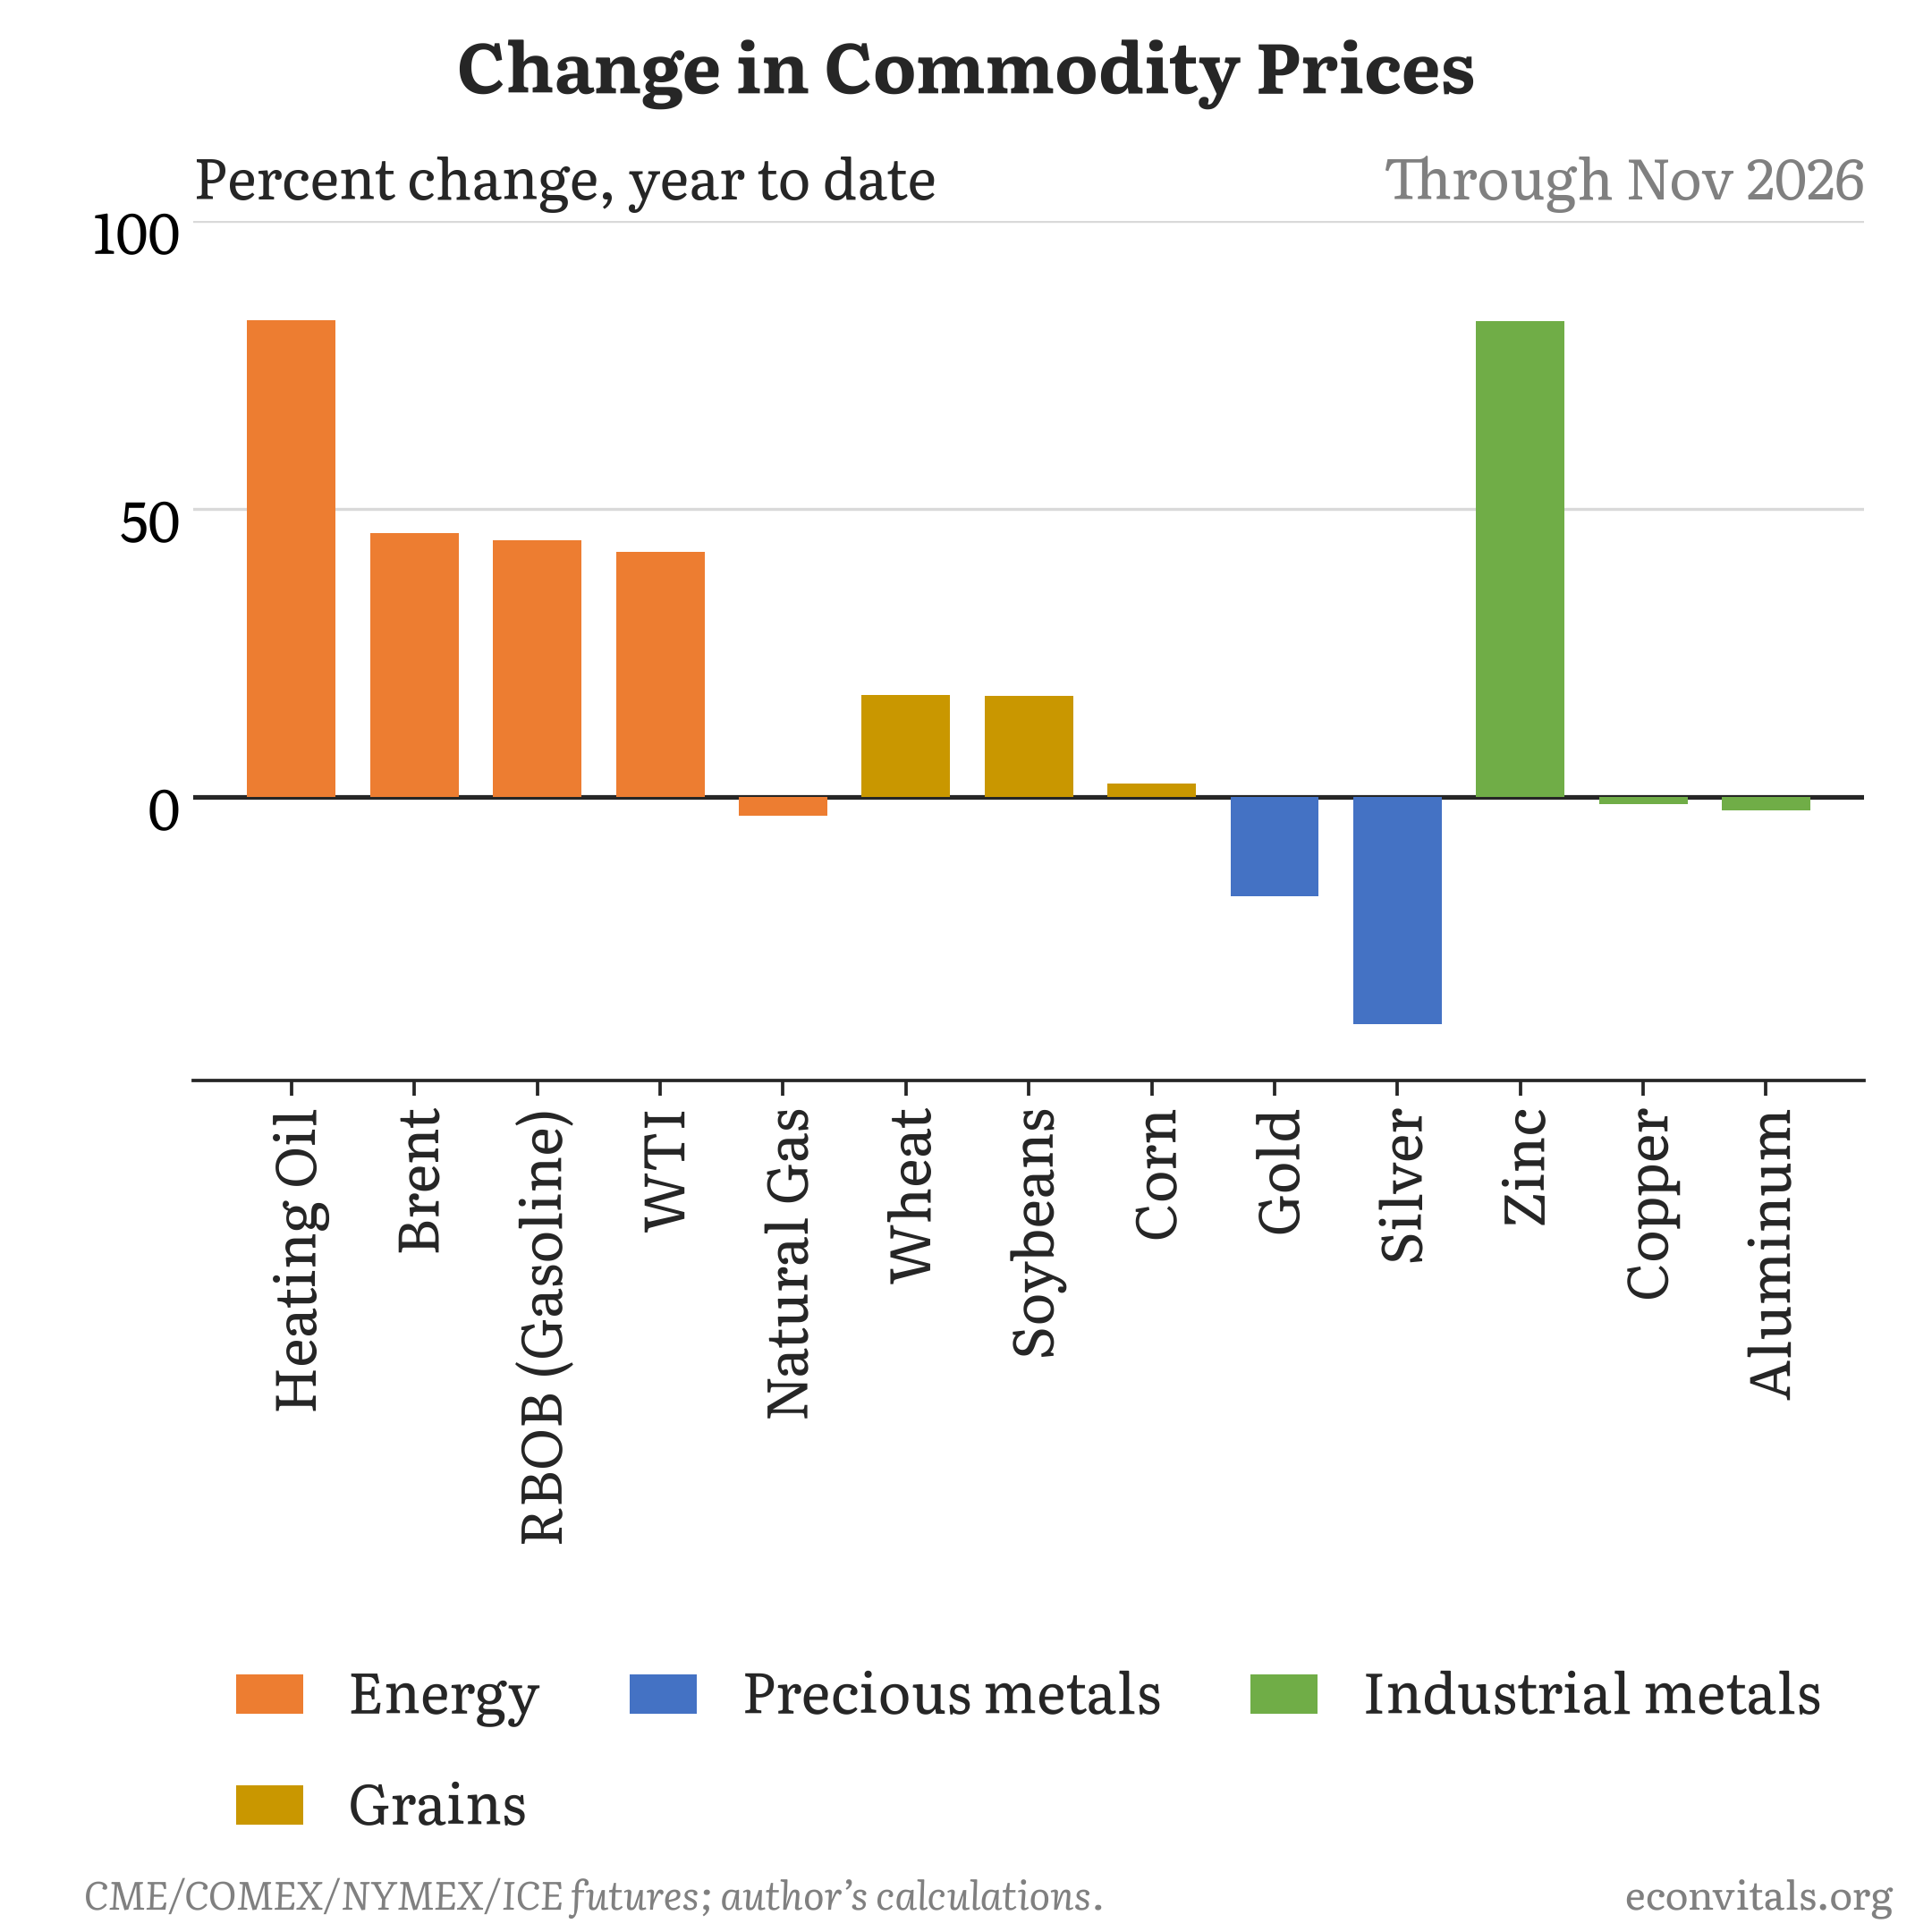 Change in Commodity Prices
Percent change, year to date
Through Nov 2026
100
50
0
Heating Oil
Brent
RBOB (Gasoline)
WTI
Natural Gas
Wheat
Soybeans
Corn
Gold
Silver
Zinc
Copper
Aluminum
Energy
Precious metals
Industrial metals
Grains
CME/COMEX/NYMEX/ICE futures; author’s calculations.
econvitals.org